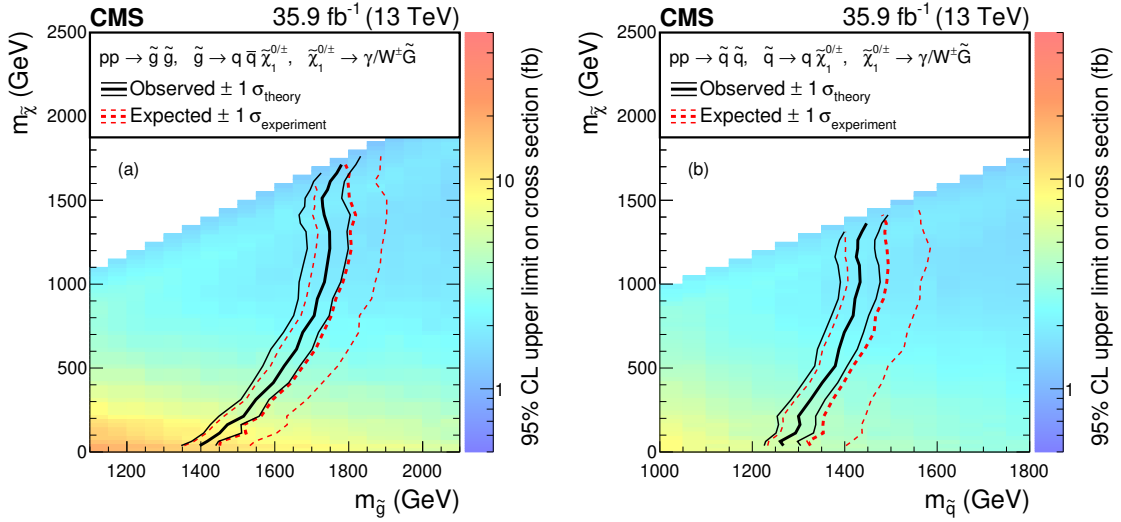 CMS 35.9 fb⁻¹ (13 TeV)
m_χ̃ (GeV)
2500
2000
1500
1000
500
0
pp → g̃ g̃, g̃ → q q̅ χ̃₁^0/±, χ̃₁^0/± → γ/W^± G̃
Observed ± 1 σ_theory
Expected ± 1 σ_experiment
(a)
1200 1400 1600 1800 2000
m_g̃ (GeV)
10
1
95% CL upper limit on cross section (fb)
CMS 35.9 fb⁻¹ (13 TeV)
m_χ̃ (GeV)
2500
2000
1500
1000
500
0
pp → q̃ q̃, q̃ → q χ̃₁^0/±, χ̃₁^0/± → γ/W^± G̃
Observed ± 1 σ_theory
Expected ± 1 σ_experiment
(b)
1000 1200 1400 1600 1800
m_q̃ (GeV)
10
1
95% CL upper limit on cross section (fb)